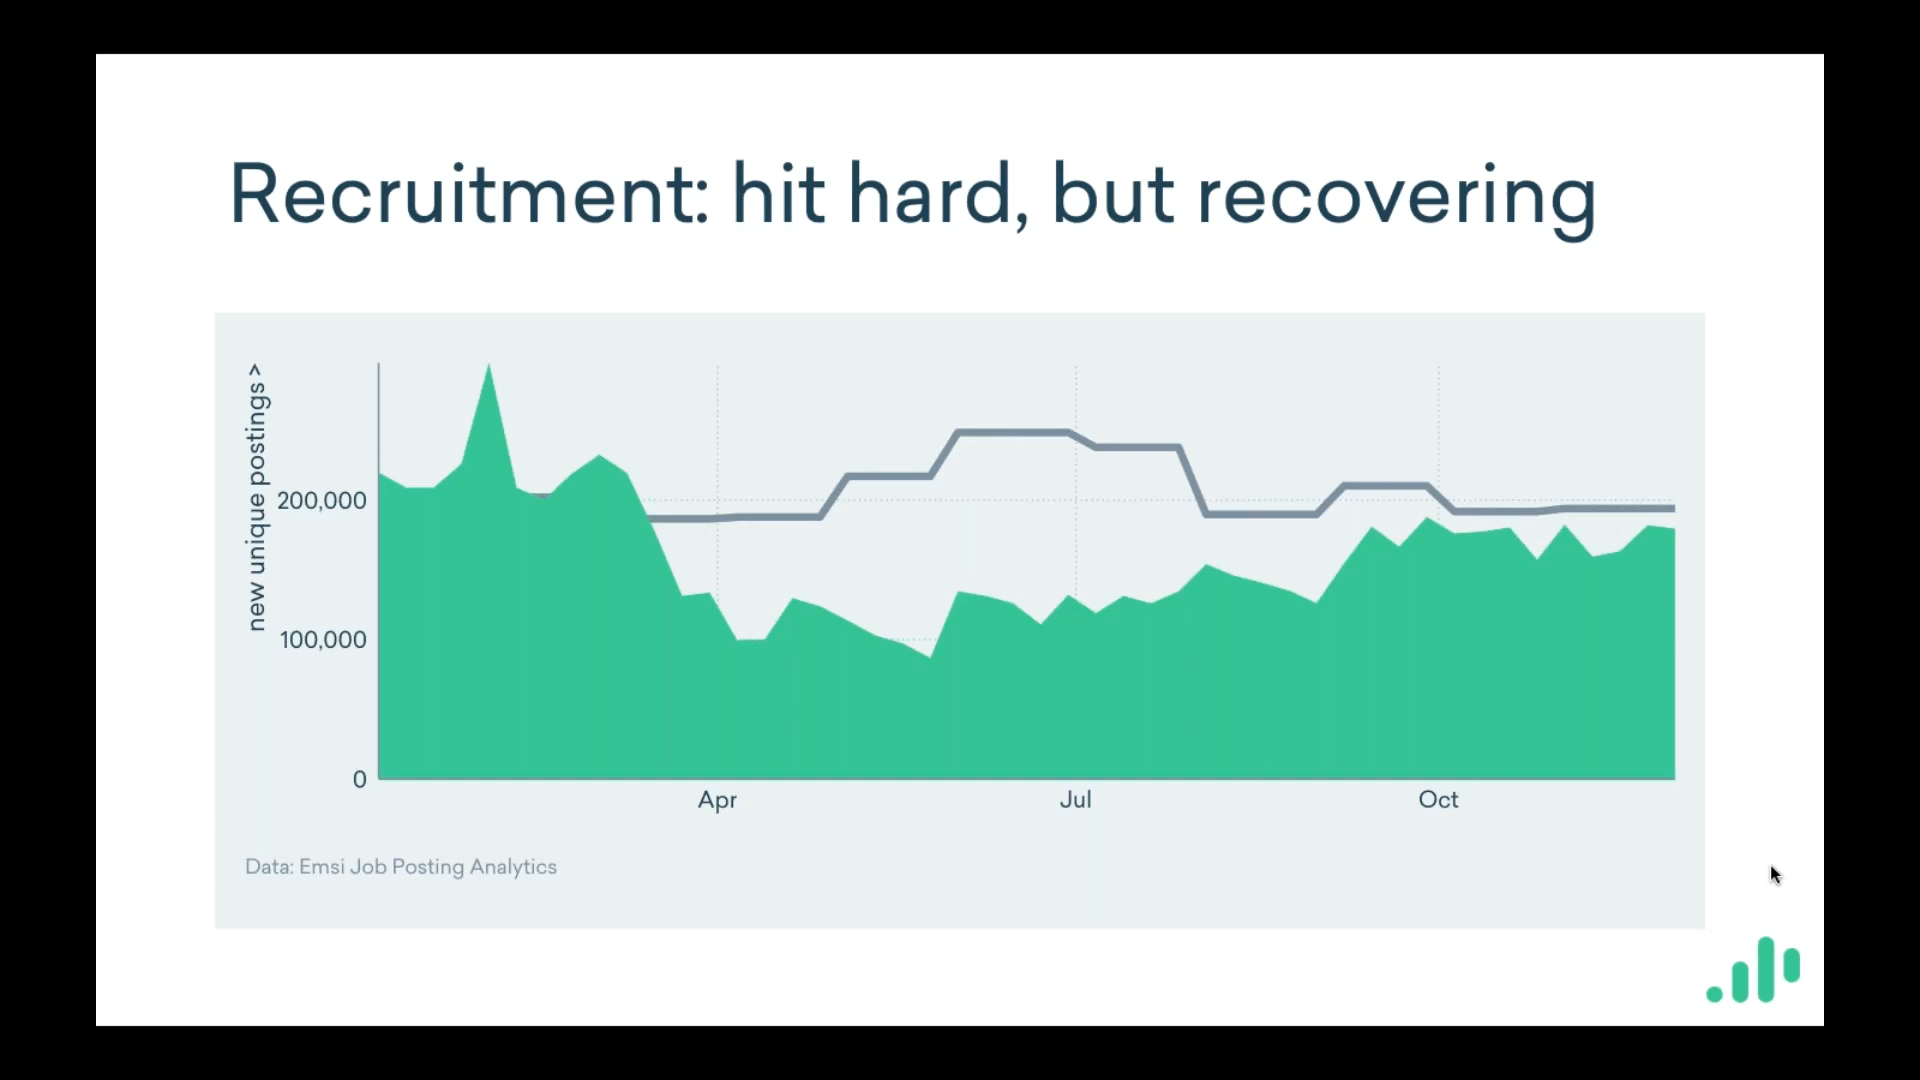 Recruitment: hit hard, but recovering
new unique postings >
200,000
100,000
0
Apr
Jul
Oct
Data: Emsi Job Posting Analytics